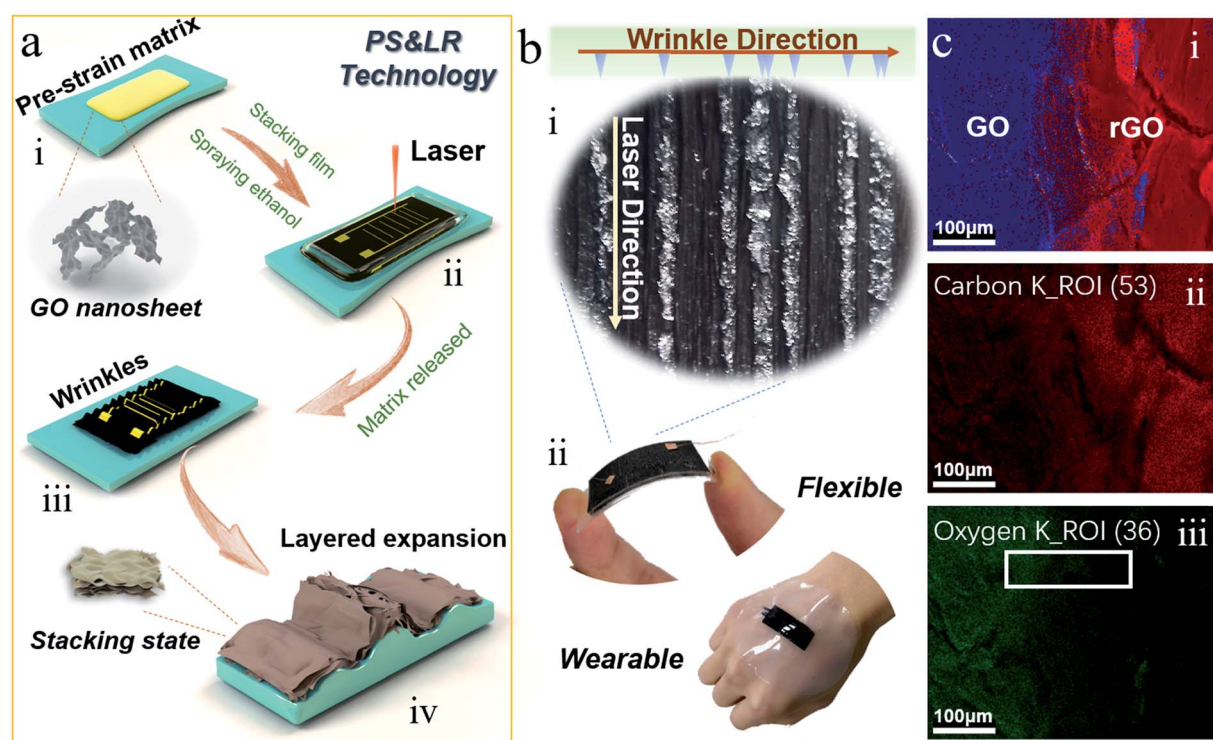 a
PS&LR
Technology
Pre-strain matrix
i
Stacking film
Spraying ethanol
Laser
GO nanosheet
ii
Wrinkles
Matrix released
iii
Layered expansion
Stacking state
iv
b
Wrinkle Direction
i
Laser Direction
ii
Flexible
Wearable
c
i
GO
rGO
100μm
Carbon K_ROI (53)
ii
100μm
Oxygen K_ROI (36)
iii
100μm